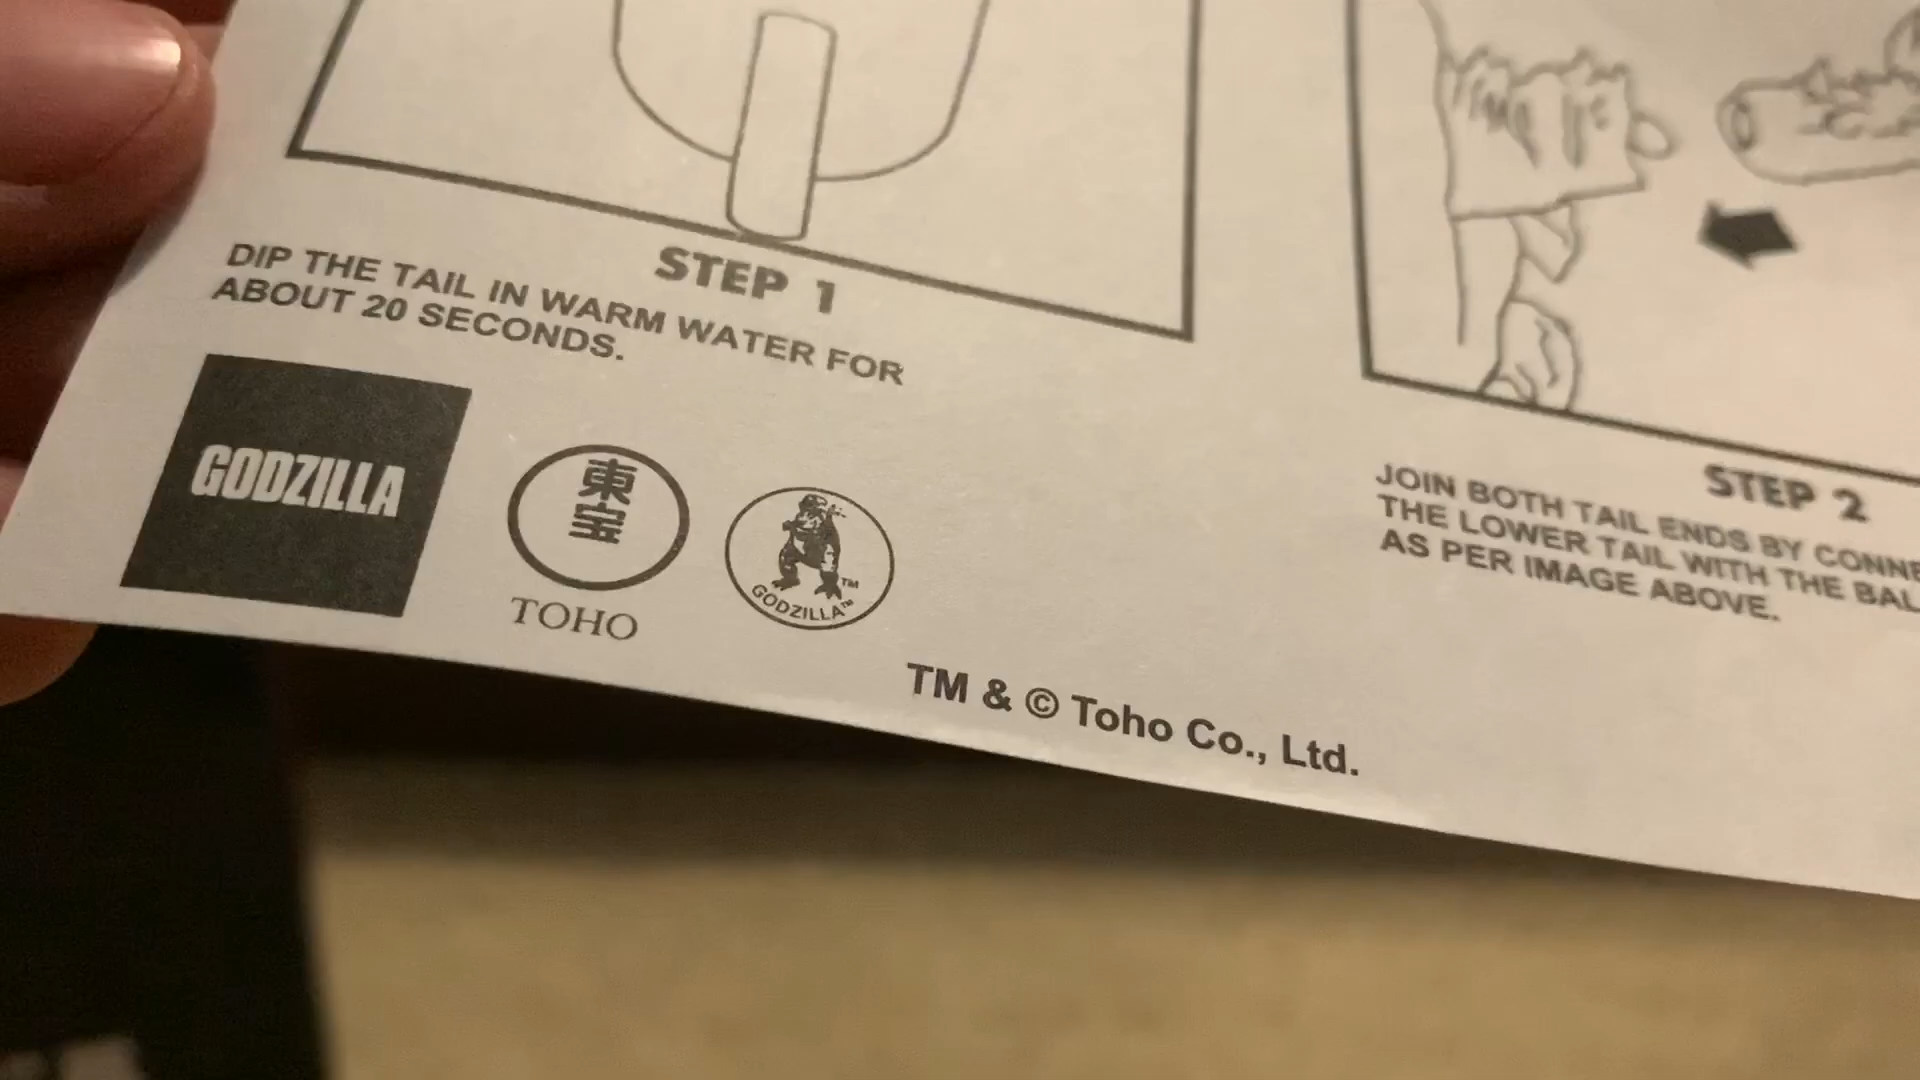 STEP 1
DIP THE TAIL IN WARM WATER FOR
ABOUT 20 SECONDS.
GODZILLA
東宝
TOHO
TM
GODZILLA™
TM & © Toho Co., Ltd.
STEP 2
JOIN BOTH TAIL ENDS BY
THE LOWER TAIL WITH THE
AS PER IMAGE ABOVE.